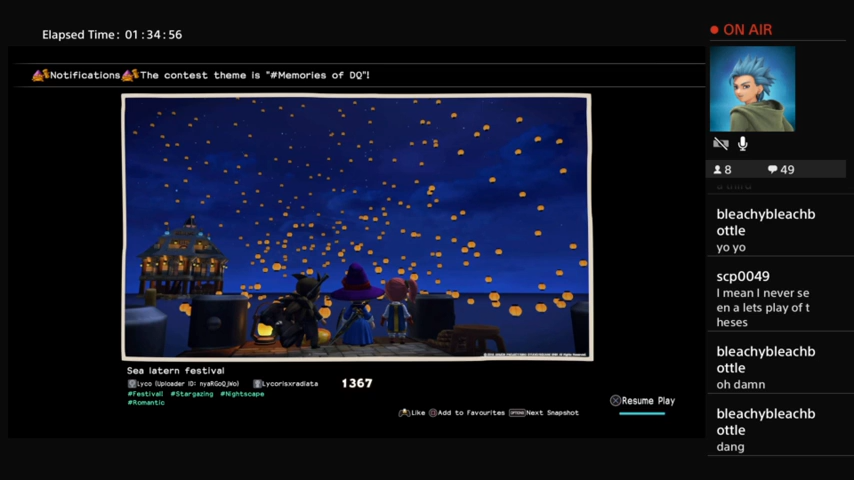 Elapsed Time: 01:34:56
ON AIR
Notifications The contest theme is "#Memories of DQ"!
8 49
bleachybleachb
ottle
yo yo
scp0049
I mean I never se
en a lets play of t
heses
bleachybleachb
ottle
oh damn
bleachybleachb
ottle
dang
Sea latern festival
Lyco (Uploader ID: nyaRGoQJWo) Lycorisxradiata 1367
#Festival! #Stargazing #Nightscape
#Romantic
Resume Play
Like Add to Favourites OPTIONS Next Snapshot